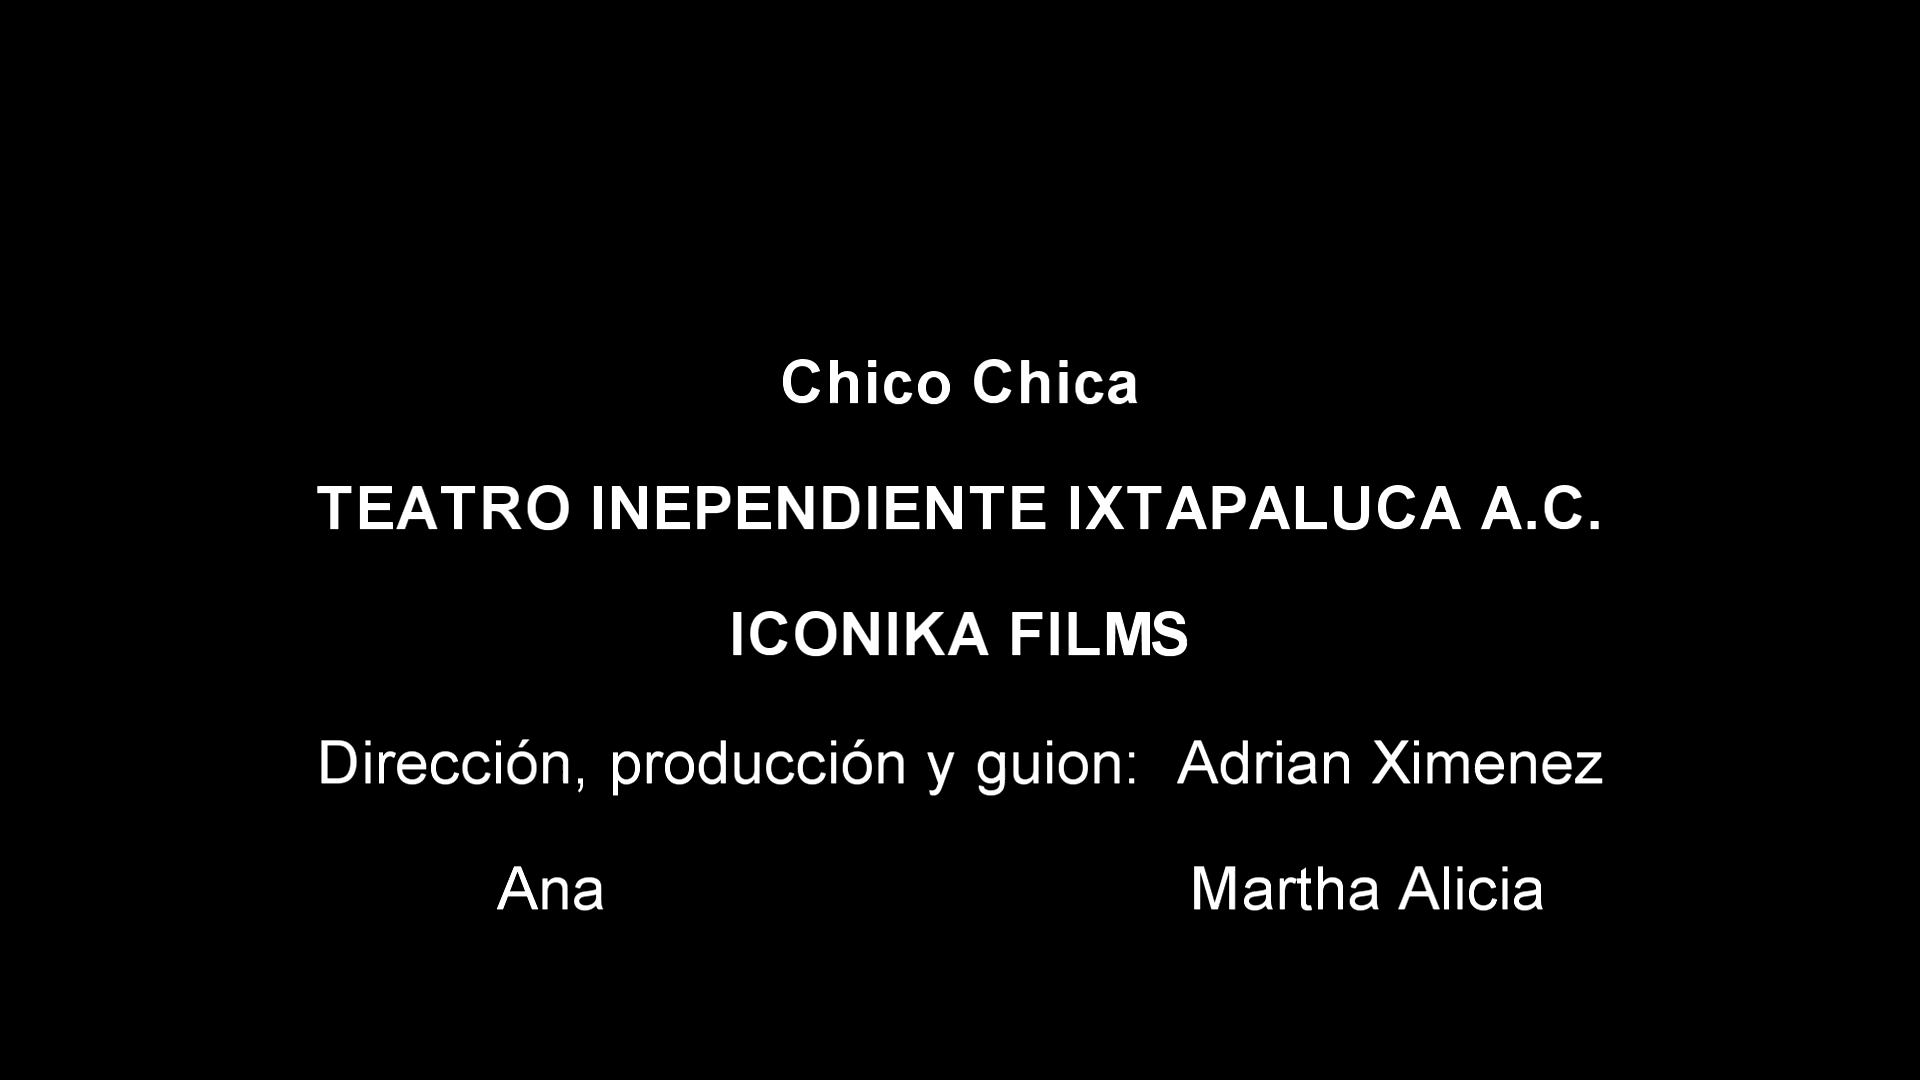 Chico Chica
TEATRO INEPENDIENTE IXTAPALUCA A.C.
ICONIKA FILMS
Dirección, producción y guion: Adrian Ximenez
Ana Martha Alicia